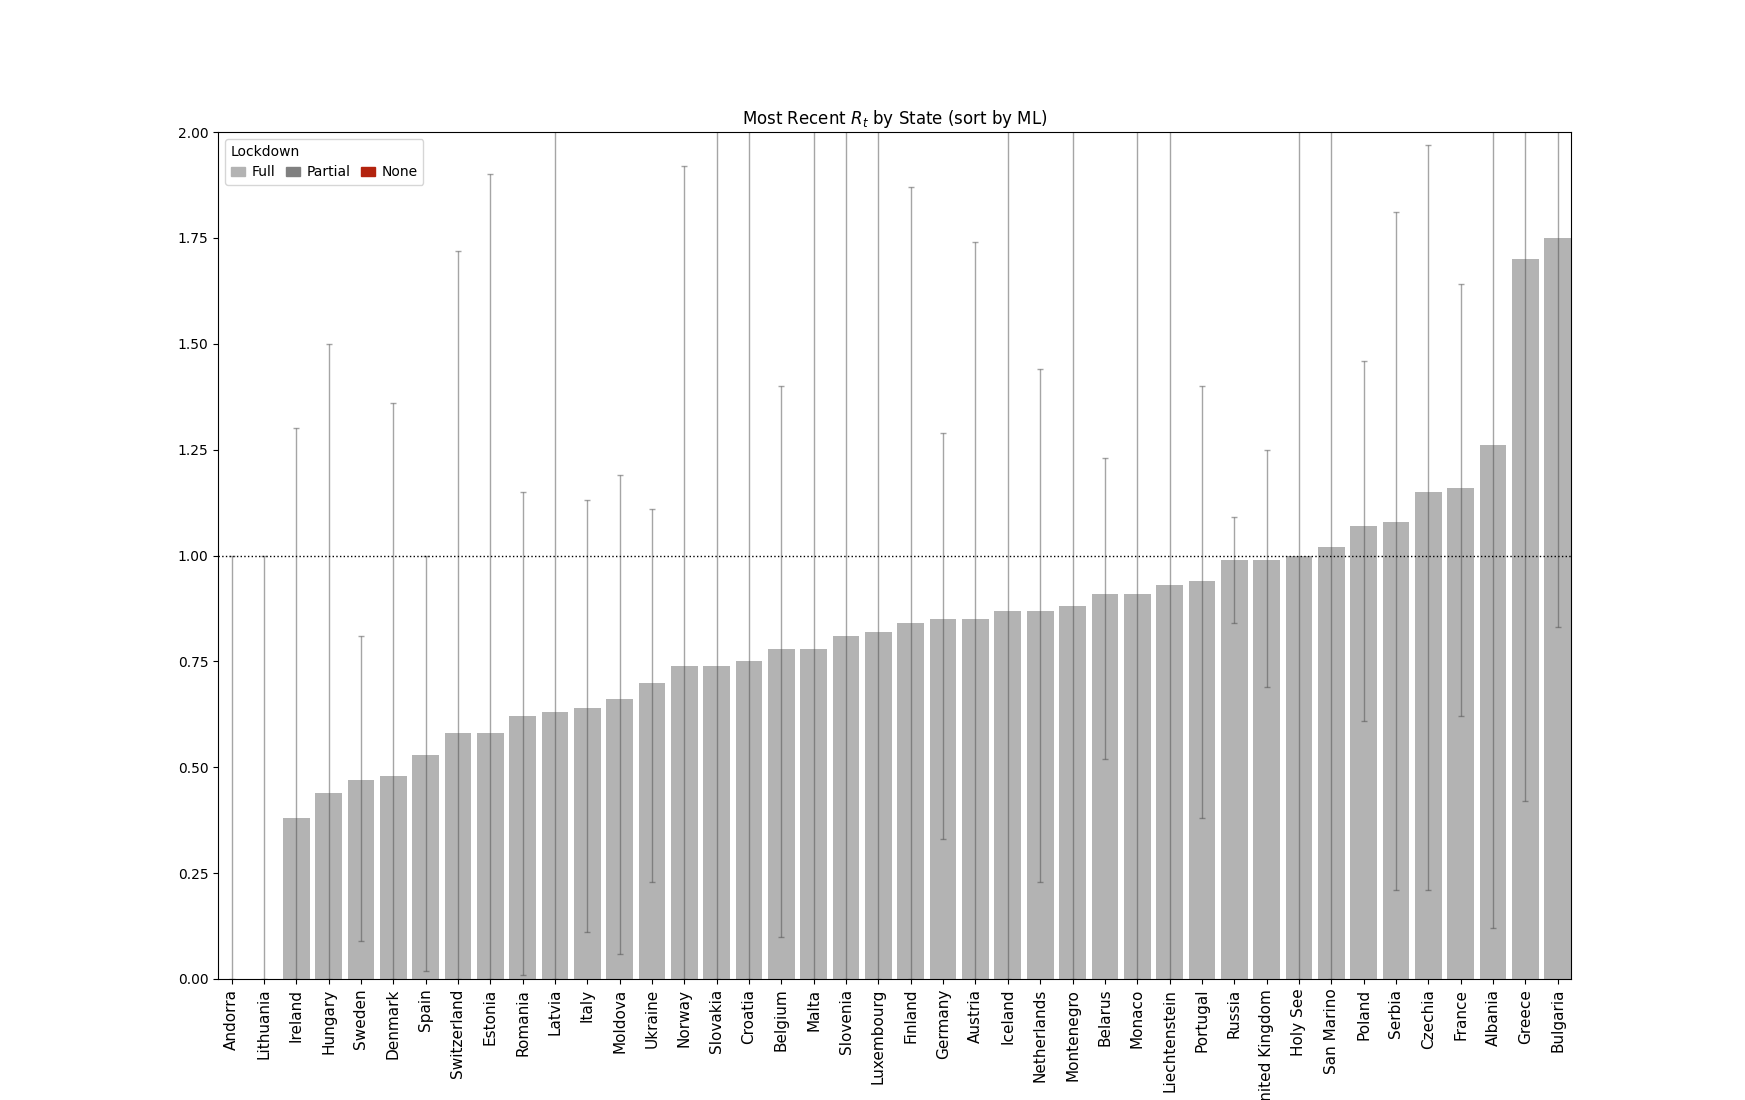 Most Recent Rt by State (sort by ML)
2.00
Lockdown
Full Partial None
1.75
1.50
1.25
1.00
0.75
0.50
0.25
0.00
Andorra
Lithuania
Ireland
Hungary
Sweden
Denmark
Spain
Switzerland
Estonia
Romania
Latvia
Italy
Moldova
Ukraine
Norway
Slovakia
Croatia
Belgium
Malta
Slovenia
Luxembourg
Finland
Germany
Austria
Iceland
Netherlands
Montenegro
Belarus
Monaco
Liechtenstein
Portugal
Russia
nited Kingdom
Holy See
San Marino
Poland
Serbia
Czechia
France
Albania
Greece
Bulgaria